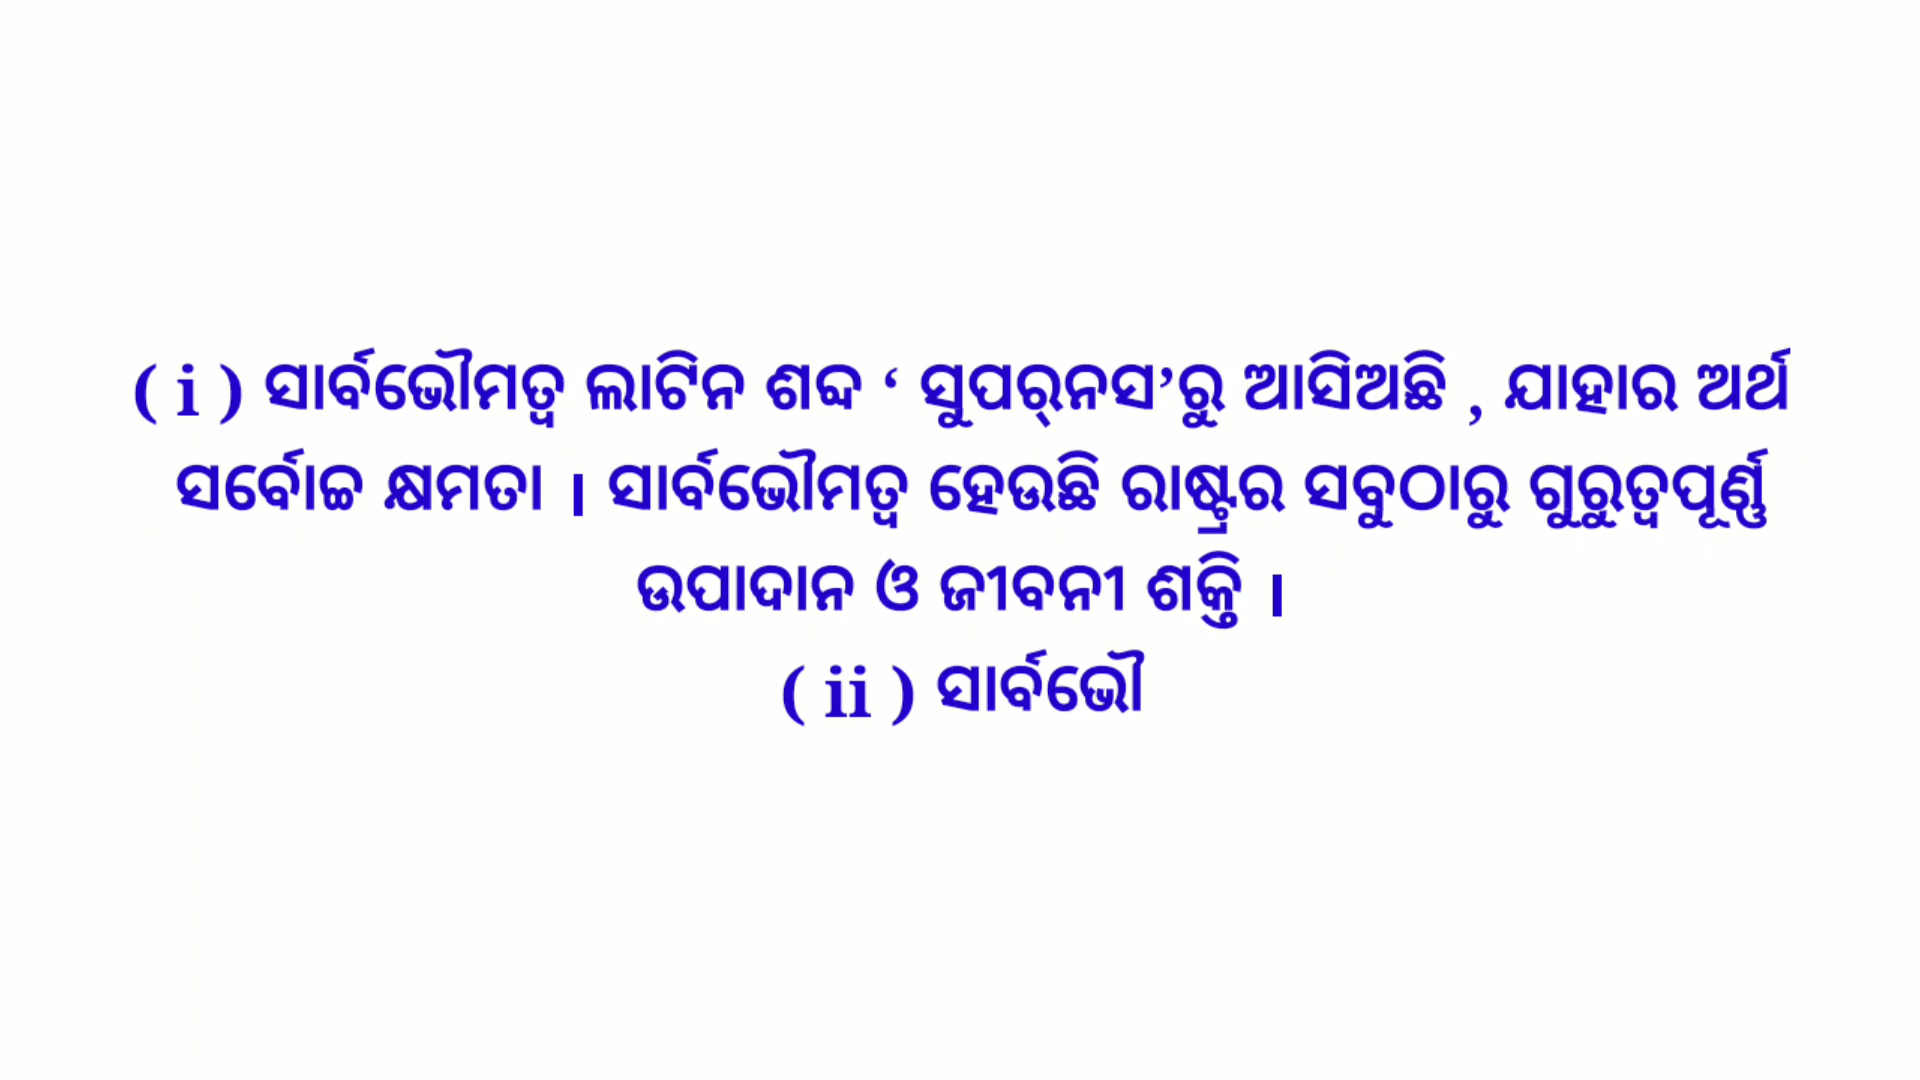 ( i ) ସାର୍ବଭୌମତ୍ୱ ଲାଟିନ ଶବ୍ଦ ‘ ସୁପର୍‌ନସ’ରୁ ଆସିଅଛି , ଯାହାର ଅର୍ଥ
ସର୍ବୋଚ୍ଚ କ୍ଷମତା । ସାର୍ବଭୌମତ୍ୱ ହେଉଛି ରାଷ୍ଟ୍ରର ସବୁଠାରୁ ଗୁରୁତ୍ୱପୂର୍ଣ୍ଣ
ଉପାଦାନ ଓ ଜୀବନୀ ଶକ୍ତି ।
( ii ) ସାର୍ବଭୌ